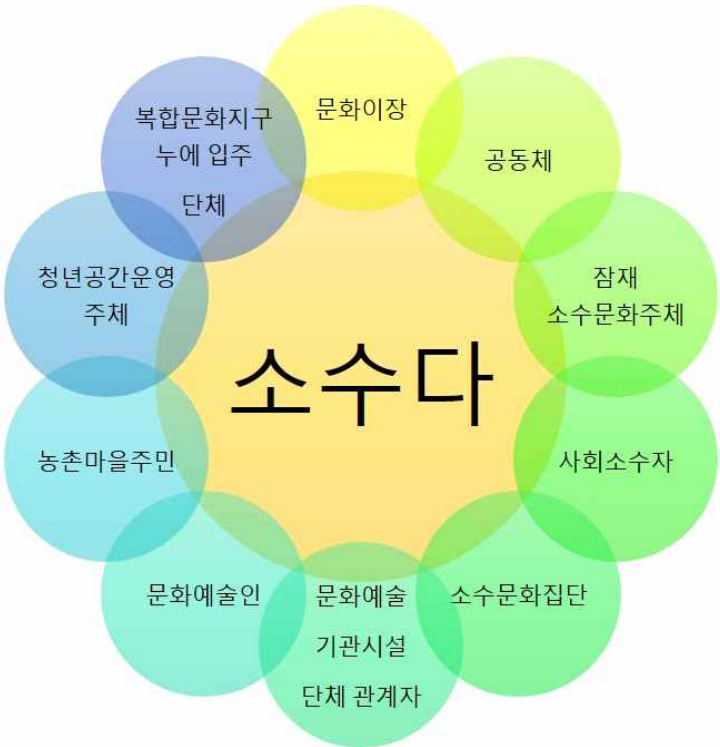 문화이장
공동체
잠재
소수문화주체
사회소수자
소수문화집단
문화예술
기관시설
단체 관계자
문화예술인
농촌마을주민
청년공간운영
주체
복합문화지구
누에 입주
단체
소수다